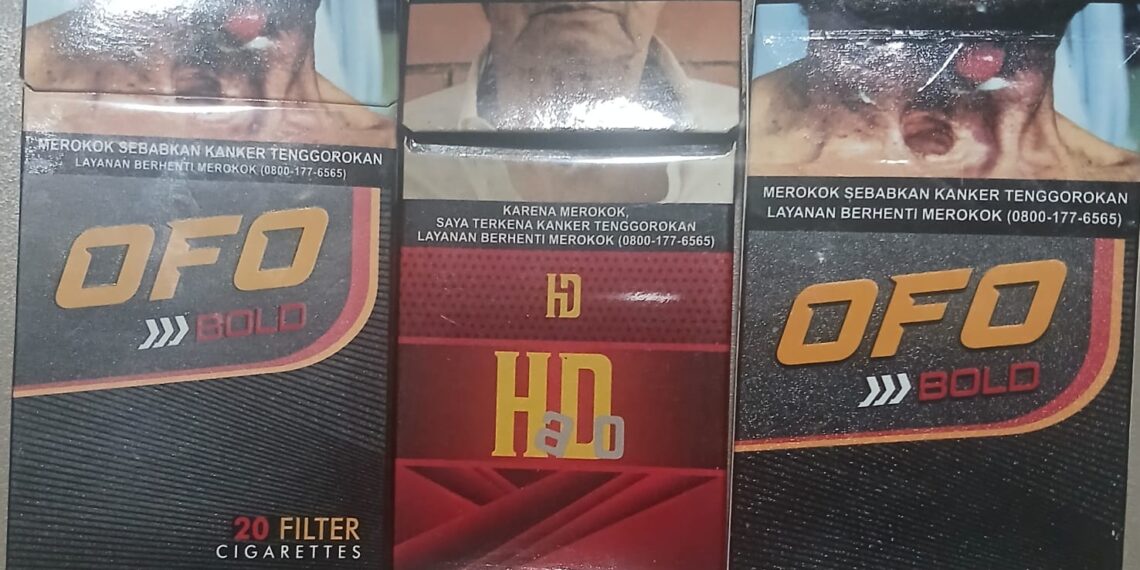 MEROKOK SEBABKAN KANKER TENGGOROKAN
LAYANAN BERHENTI MEROKOK (0800-177-6565)
OFO
BOLD
20 FILTER
CIGARETTES
KARENA MEROKOK,
SAYA TERKENA KANKER TENGGOROKAN
LAYANAN BERHENTI MEROKOK (0800-177-6565)
HD
HaDo
MEROKOK SEBABKAN KANKER TENGGOROKAN
LAYANAN BERHENTI MEROKOK (0800-177-6565)
OFO
BOLD